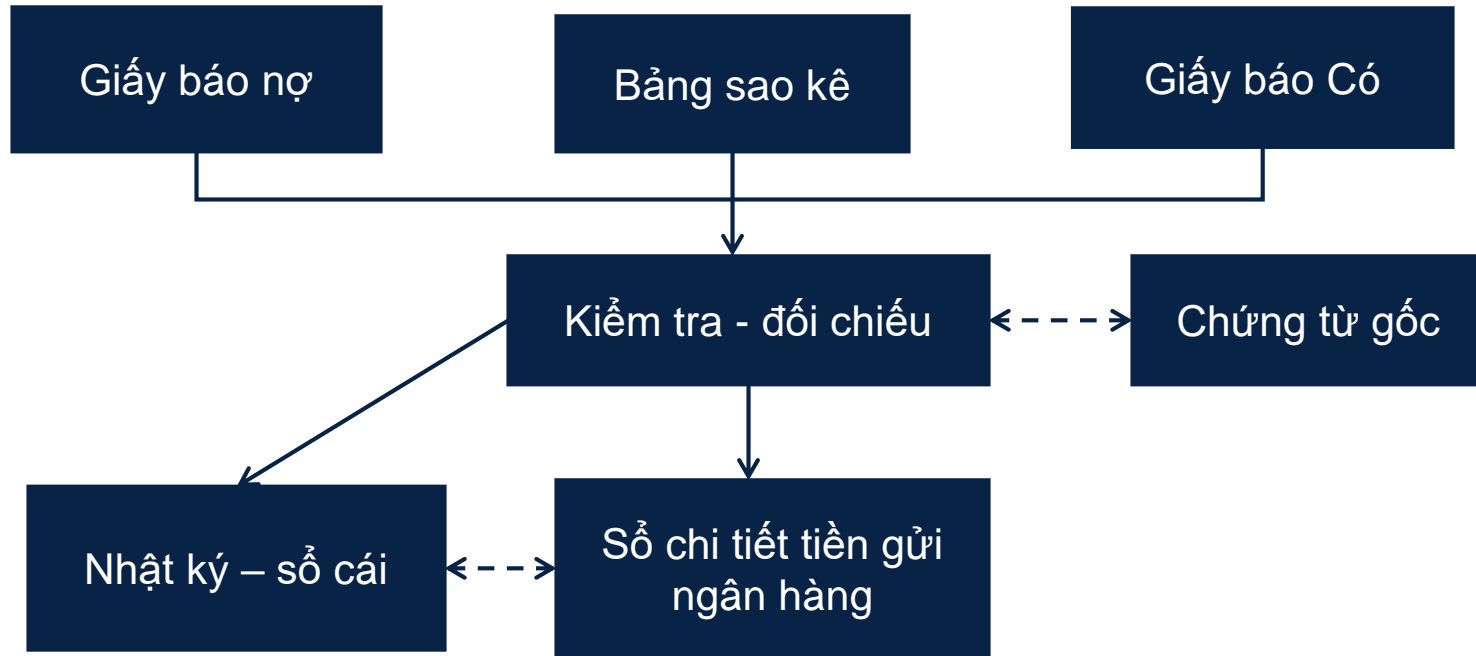 Giấy báo nợ
Bảng sao kê
Giấy báo Có
Kiểm tra - đối chiếu
Chứng từ gốc
Nhật ký – sổ cái
Sổ chi tiết tiền gửi
ngân hàng